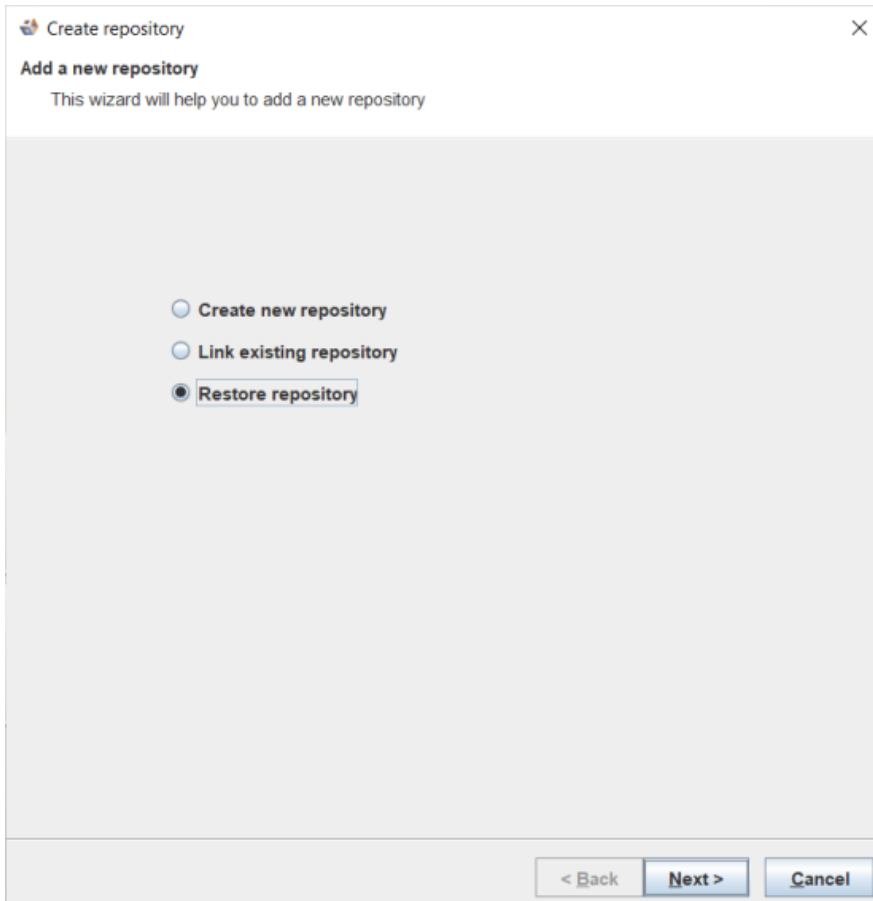 Create repository
Add a new repository
This wizard will help you to add a new repository
Create new repository
Link existing repository
Restore repository
< Back Next > Cancel